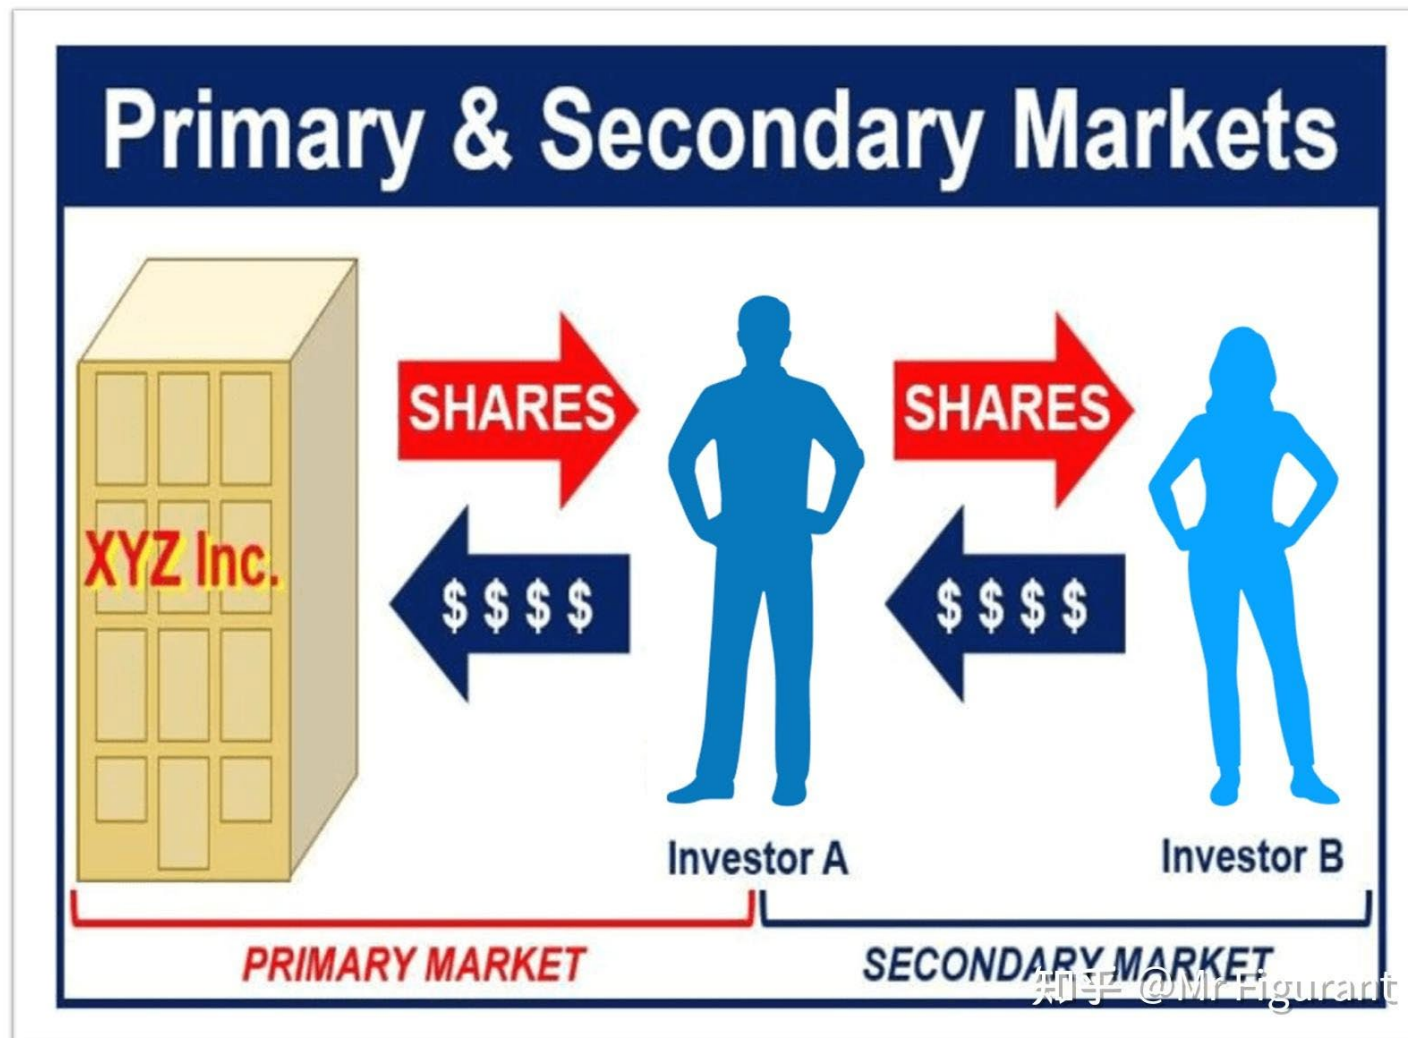 Primary & Secondary Markets
SHARES
SHARES
XYZ Inc.
$ $ $ $
$ $ $ $
Investor A
Investor B
PRIMARY MARKET
SECONDARY MARKET
知乎 @Mr Figurant